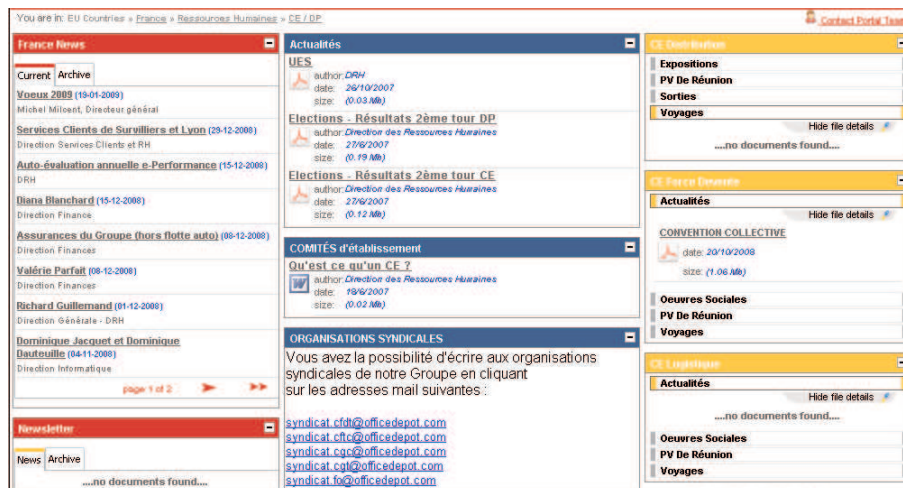 You are in: EU Countries » France » Ressources Humaines » CE / DP
Contact Portal Team
France News
Current Archive
Voeux 2009 (19-01-2009)
Michel Milcent, Directeur général
Services Clients de Survilliers et Lyon (29-12-2008)
Direction Services Clients et RH
Auto-évaluation annuelle e-Performance (15-12-2008)
DRH
Diana Blanchard (15-12-2008)
Direction Finance
Assurances du Groupe (hors flotte auto) (08-12-2008)
Direction Finances
Valérie Parfait (08-12-2008)
Direction Finances
Richard Guillemand (01-12-2008)
Direction Générale - DRH
Dominique Jacquet et Dominique
Dauteuille (04-11-2008)
Direction Informatique
page 1 of 2
Newsletter
News Archive
....no documents found....
Actualités
UES
author: DRH
date: 26/10/2007
size: (0.03 Mb)
Elections - Résultats 2ème tour DP
author: Direction des Ressources Humaines
date: 27/6/2007
size: (0.19 Mb)
Elections - Résultats 2ème tour CE
author: Direction des Ressources Humaines
date: 27/6/2007
size: (0.12 Mb)
COMITÉS d'établissement
Qu'est ce qu'un CE ?
author: Direction des Ressources Humaines
date: 19/6/2007
size: (0.02 Mb)
ORGANISATIONS SYNDICALES
Vous avez la possibilité d'écrire aux organisations
syndicales de notre Groupe en cliquant
sur les adresses mail suivantes :
syndicat.cfdt@officedepot.com
syndicat.cftc@officedepot.com
syndicat.cgc@officedepot.com
syndicat.cgt@officedepot.com
syndicat.fo@officedepot.com
CE Distribution
Expositions
PV De Réunion
Sorties
Voyages
Hide file details
....no documents found....
CE Force De vente
Actualités
Hide file details
CONVENTION COLLECTIVE
date: 20/10/2008
size: (1.06 Mb)
Oeuvres Sociales
PV De Réunion
Voyages
CE Logistique
Actualités
Hide file details
....no documents found....
Oeuvres Sociales
PV De Réunion
Voyages